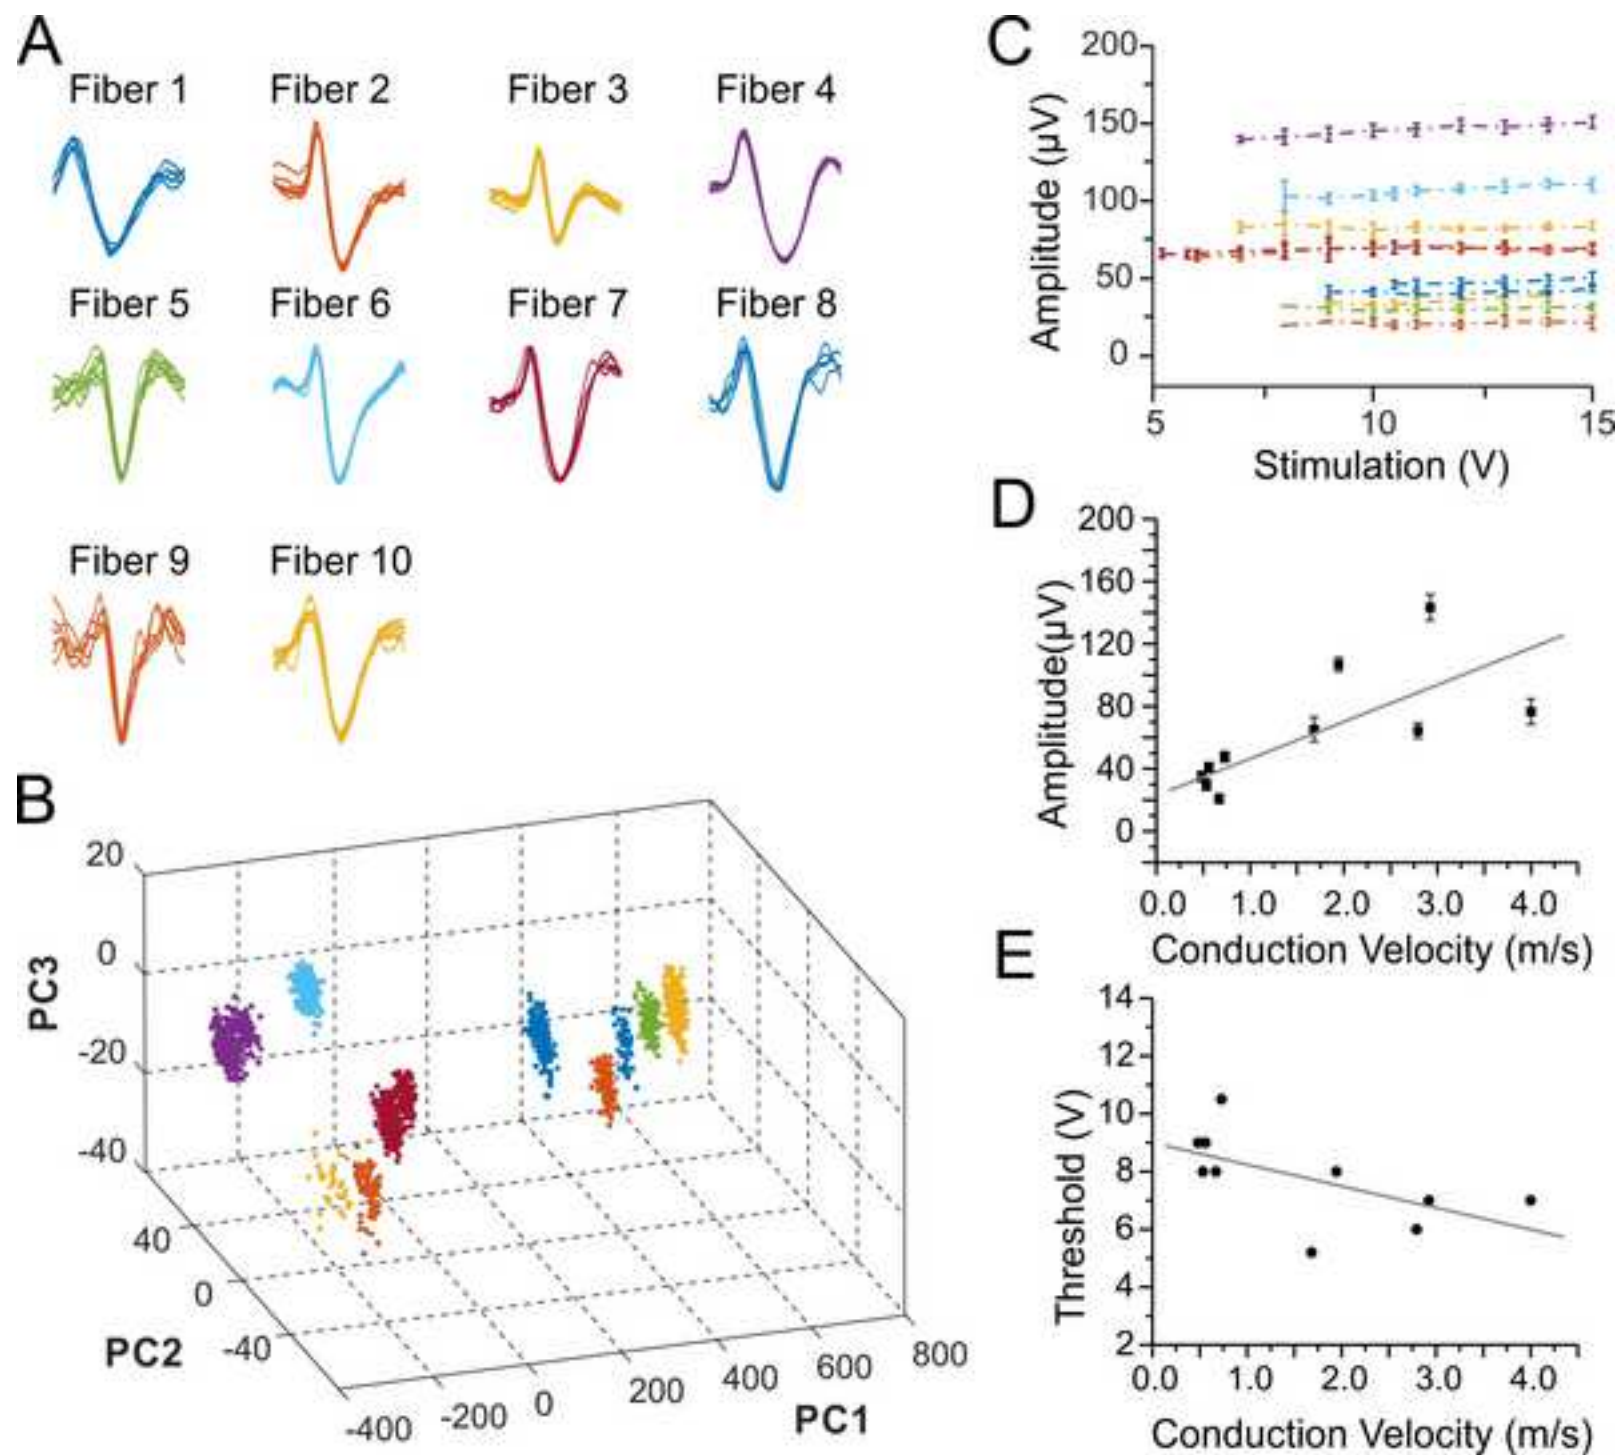 A
Fiber 1
Fiber 2
Fiber 3
Fiber 4
Fiber 5
Fiber 6
Fiber 7
Fiber 8
Fiber 9
Fiber 10
B
20
0
-20
-40
PC3
40
0
-40
PC2
-400
-200
0
200
400
600
800
PC1
C
200
150
100
50
0
Amplitude (µV)
5
10
15
Stimulation (V)
D
200
160
120
80
40
0
Amplitude(µV)
0.0
1.0
2.0
3.0
4.0
Conduction Velocity (m/s)
E
14
12
10
8
6
4
2
Threshold (V)
0.0
1.0
2.0
3.0
4.0
Conduction Velocity (m/s)